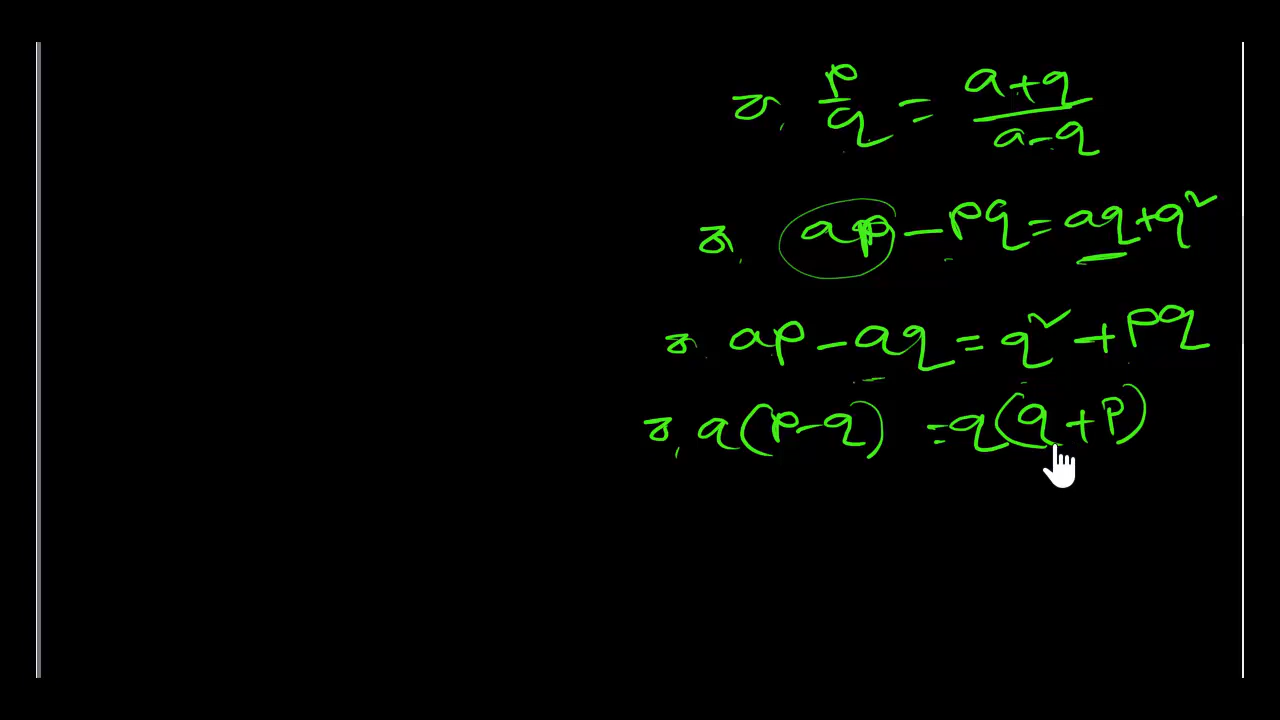 বা, p/q = (a+q)/(a-q)
বা, ap - pq = aq + q²
বা, ap - aq = q² + pq
বা, a(p-q) = q(q+p)